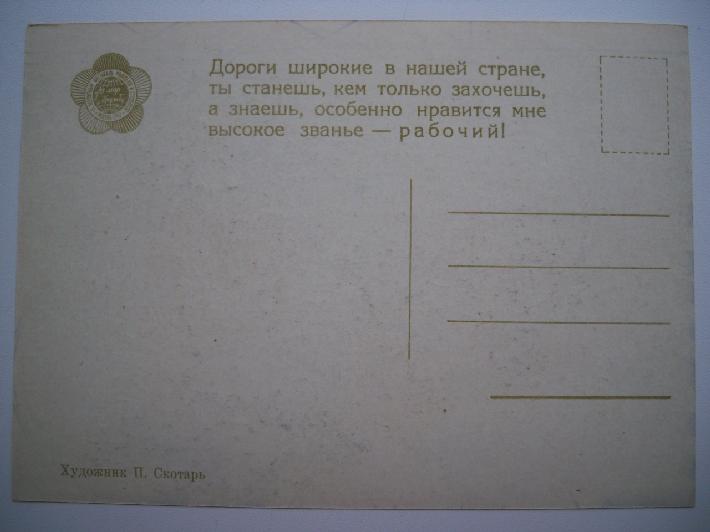 Дороги широкие в нашей стране,
ты станешь, кем только захочешь,
а знаешь, особенно нравится мне
высокое званье — рабочий!
Художник П. Скотарь